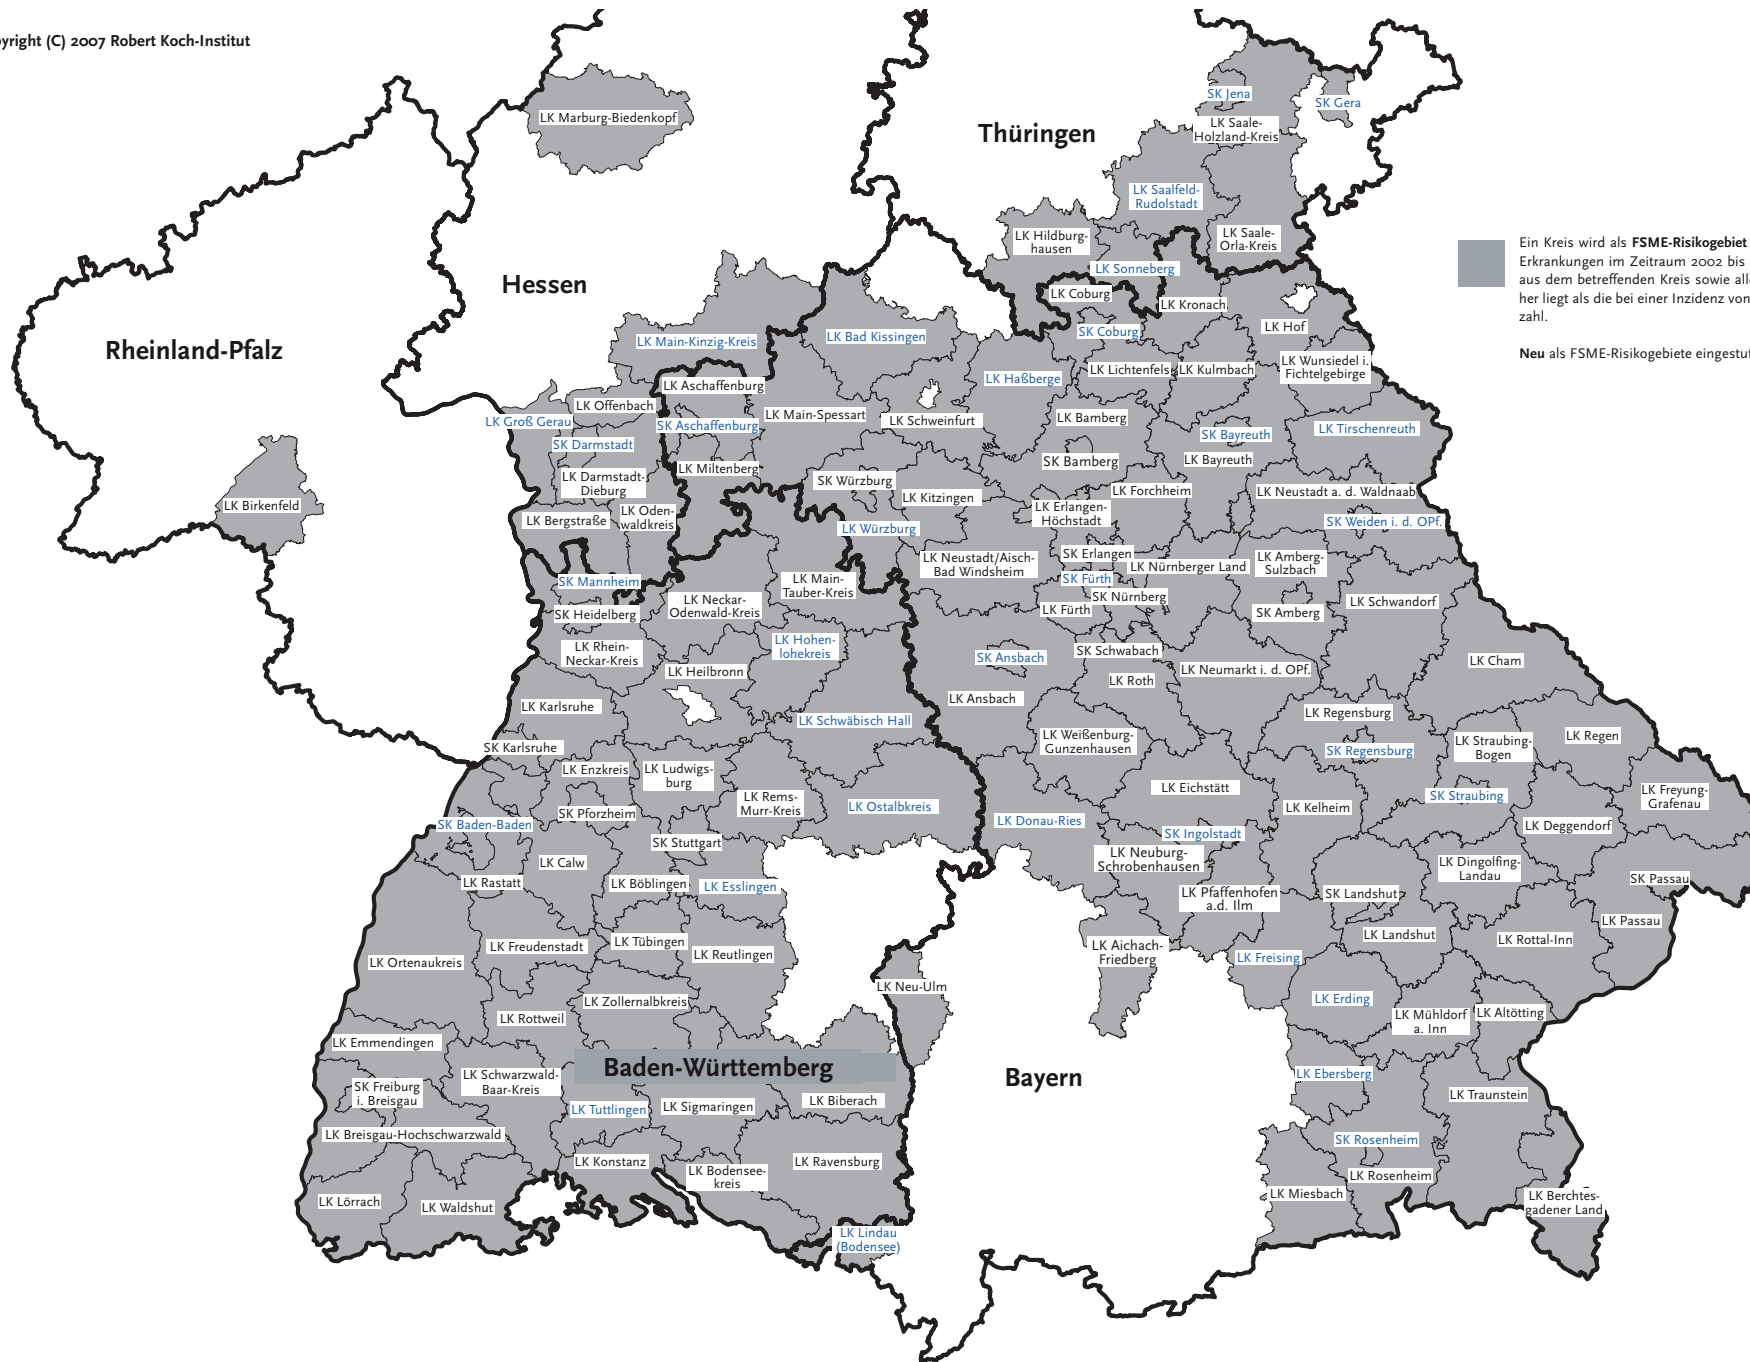 yright (C) 2007 Robert Koch-Institut
Thüringen
Hessen
Rheinland-Pfalz
Baden-Württemberg
Bayern
Ein Kreis wird als FSME-Risikogebiet
Erkrankungen im Zeitraum 2002 bis
aus dem betreffenden Kreis sowie
her liegt als die bei einer Inzidenz von
zahl.
Neu als FSME-Risikogebiete
LK Marburg-Biedenkopf
SK Jena
SK Gera
LK Saale-
Holzland-Kreis
LK Saalfeld-
Rudolstadt
LK Hildburg-
hausen
LK Saale-
Orla-Kreis
LK Sonneberg
LK Coburg
LK Kronach
SK Coburg
LK Hof
LK Main-Kinzig-Kreis
LK Bad Kissingen
LK Wunsiedel i.
Fichtelgebirge
LK Lichtenfels
LK Kulmbach
LK Haßberge
LK Aschaffenburg
LK Offenbach
LK Main-Spessart
LK Schweinfurt
LK Bamberg
LK Groß Gerau
SK Aschaffenburg
SK Bayreuth
LK Tirschenreuth
SK Darmstadt
LK Bayreuth
SK Bamberg
LK Miltenberg
LK Darmstadt-
Dieburg
SK Würzburg
LK Kitzingen
LK Forchheim
LK Neustadt a. d. Waldnaab
LK Birkenfeld
LK Bergstraße
LK Oden-
waldkreis
LK Erlangen-
Höchstadt
LK Würzburg
SK Weiden i. d. OPf.
SK Erlangen
LK Neustadt/Aisch-
Bad Windsheim
LK Nürnberger Land
LK Amberg-
Sulzbach
SK Mannheim
LK Main-
Tauber-Kreis
SK Fürth
SK Nürnberg
LK Fürth
LK Neckar-
Odenwald-Kreis
SK Heidelberg
SK Amberg
LK Schwandorf
LK Hohen-
lohekreis
LK Rhein-
Neckar-Kreis
SK Ansbach
SK Schwabach
LK Cham
LK Heilbronn
LK Neumarkt i. d. OPf.
LK Roth
LK Ansbach
LK Karlsruhe
LK Schwäbisch Hall
LK Regensburg
LK Weißenburg-
Gunzenhausen
SK Karlsruhe
SK Regensburg
LK Straubing-
Bogen
LK Regen
LK Enzkreis
LK Ludwigs-
burg
LK Eichstätt
LK Rems-
Murr-Kreis
LK Ostalbkreis
LK Kelheim
SK Straubing
LK Freyung-
Grafenau
SK Pforzheim
SK Baden-Baden
LK Donau-Ries
SK Ingolstadt
LK Deggendorf
SK Stuttgart
LK Neuburg-
Schrobenhausen
LK Calw
LK Dingolfing-
Landau
LK Rastatt
LK Böblingen
LK Esslingen
LK Pfaffenhofen
a.d. Ilm
SK Landshut
SK Passau
LK Passau
LK Freudenstadt
LK Tübingen
LK Reutlingen
LK Landshut
LK Rottal-Inn
LK Aichach-
Friedberg
LK Freising
LK Ortenaukreis
LK Neu-Ulm
LK Zollernalbkreis
LK Erding
LK Rottweil
LK Mühldorf
a. Inn
LK Altötting
LK Emmendingen
LK Schwarzwald-
Baar-Kreis
LK Ebersberg
SK Freiburg
i. Breisgau
LK Tuttlingen
LK Sigmaringen
LK Biberach
LK Traunstein
LK Breisgau-Hochschwarzwald
SK Rosenheim
LK Konstanz
LK Bodensee-
kreis
LK Ravensburg
LK Rosenheim
LK Lörrach
LK Waldshut
LK Miesbach
LK Berchtes-
gadener Land
LK Lindau
(Bodensee)